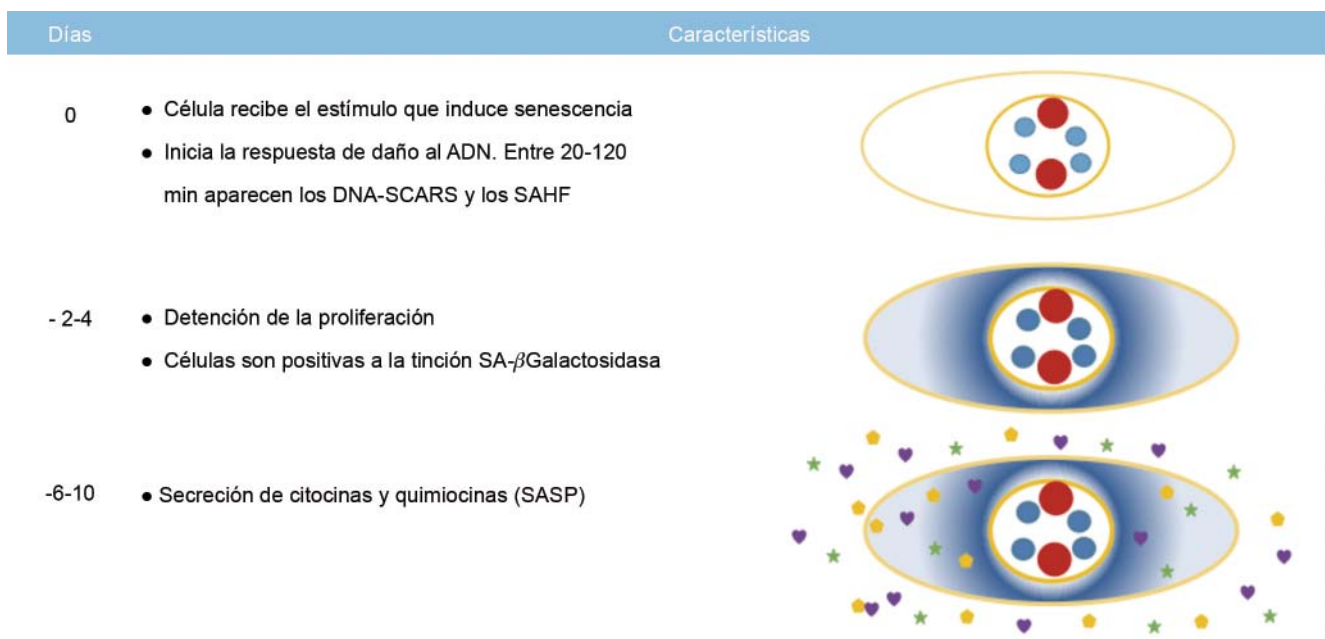 Días Características
0
● Célula recibe el estímulo que induce senescencia
● Inicia la respuesta de daño al ADN. Entre 20-120
min aparecen los DNA-SCARS y los SAHF
- 2-4
● Detención de la proliferación
● Células son positivas a la tinción SA-βGalactosidasa
-6-10
● Secreción de citocinas y quimiocinas (SASP)